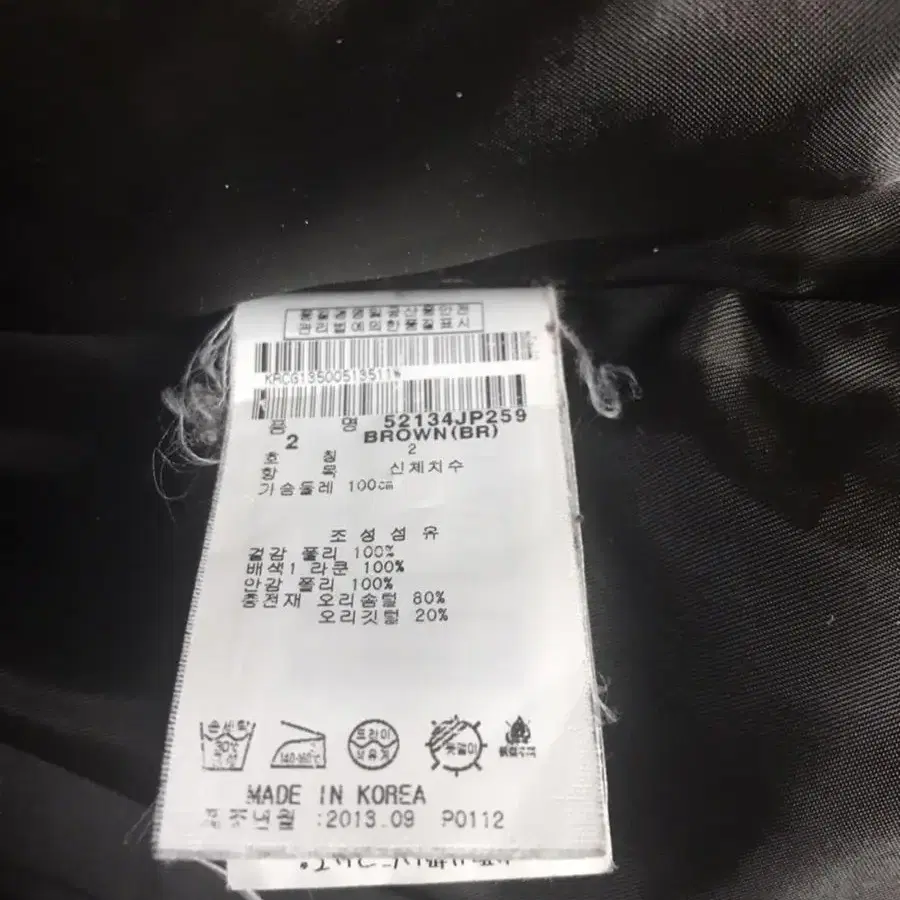 품질경영및공산품안전
관리법에의한품질표시
KRCG13500513511W
품 명 52134JP259
2 BROWN(BR)
호 칭 2
항 목 신체치수
가슴둘레 100㎝
조성섬유
겉감 폴리 100%
배색1 라쿤 100%
안감 폴리 100%
충전재 오리솜털 80%
오리깃털 20%
손세탁
30℃
중성
140-160℃
드라이
석유계
옷걸이
MADE IN KOREA
제조년월 :2013.09 P0112